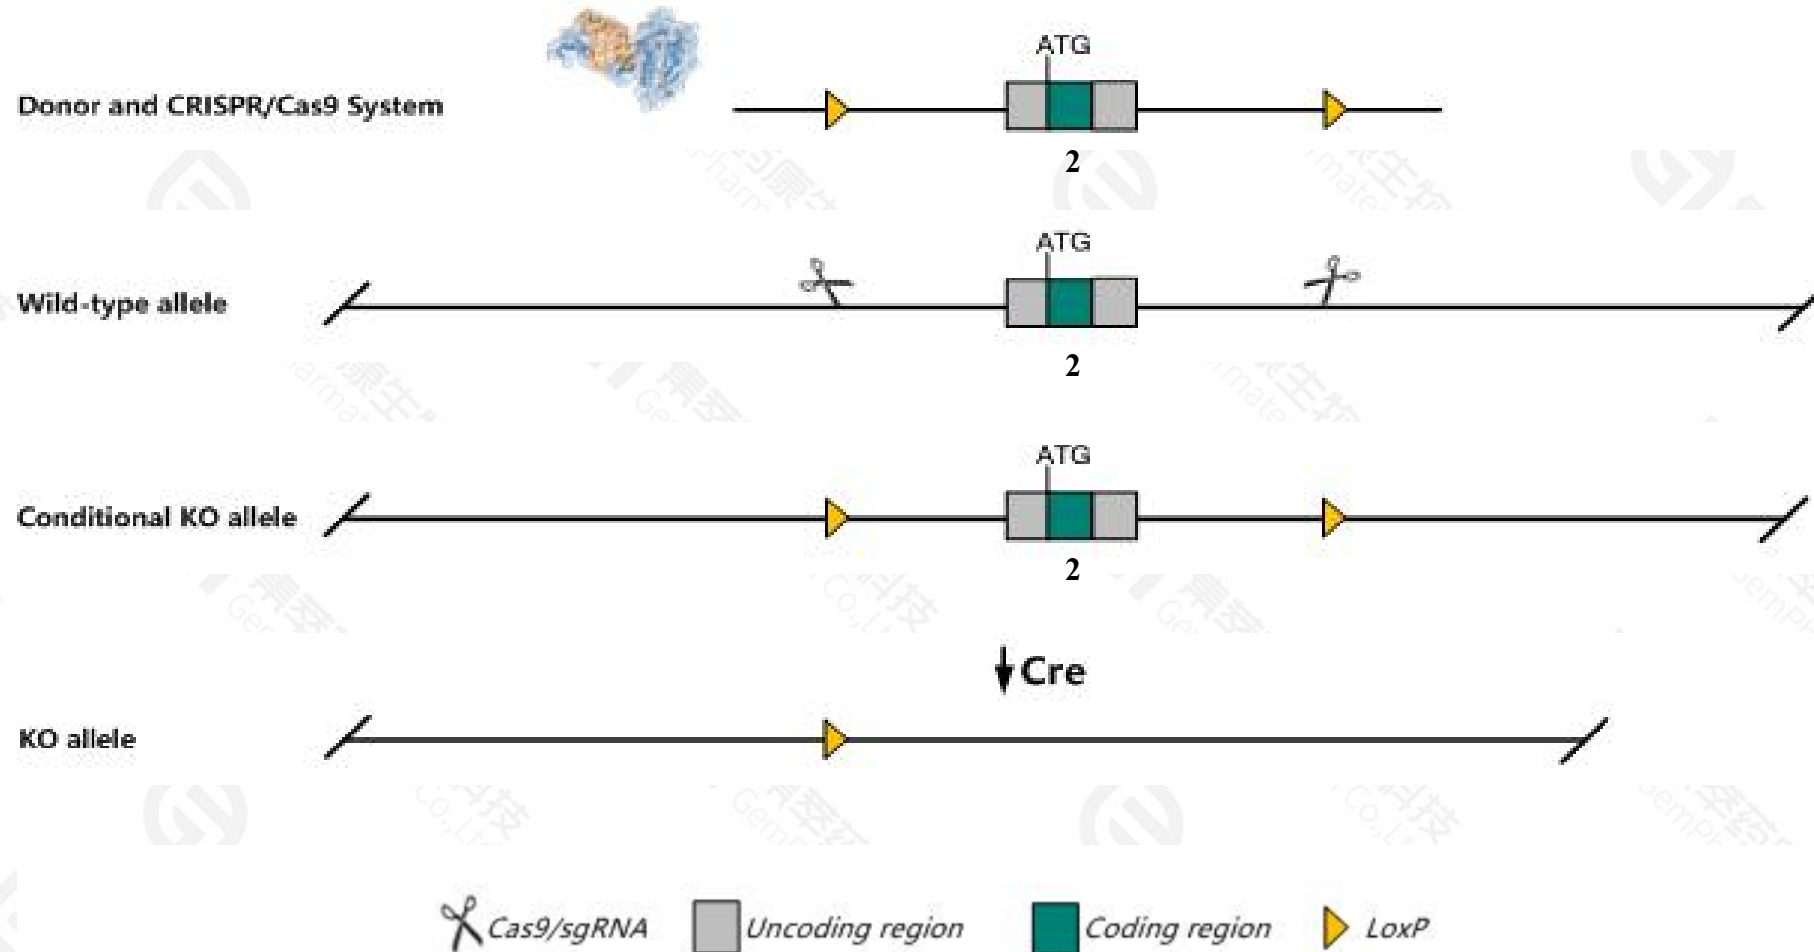 ATG
Donor and CRISPR/Cas9 System
2
ATG
Wild-type allele
2
ATG
Conditional KO allele
2
Cre
KO allele
Cas9/sgRNA Uncoding region Coding region LoxP